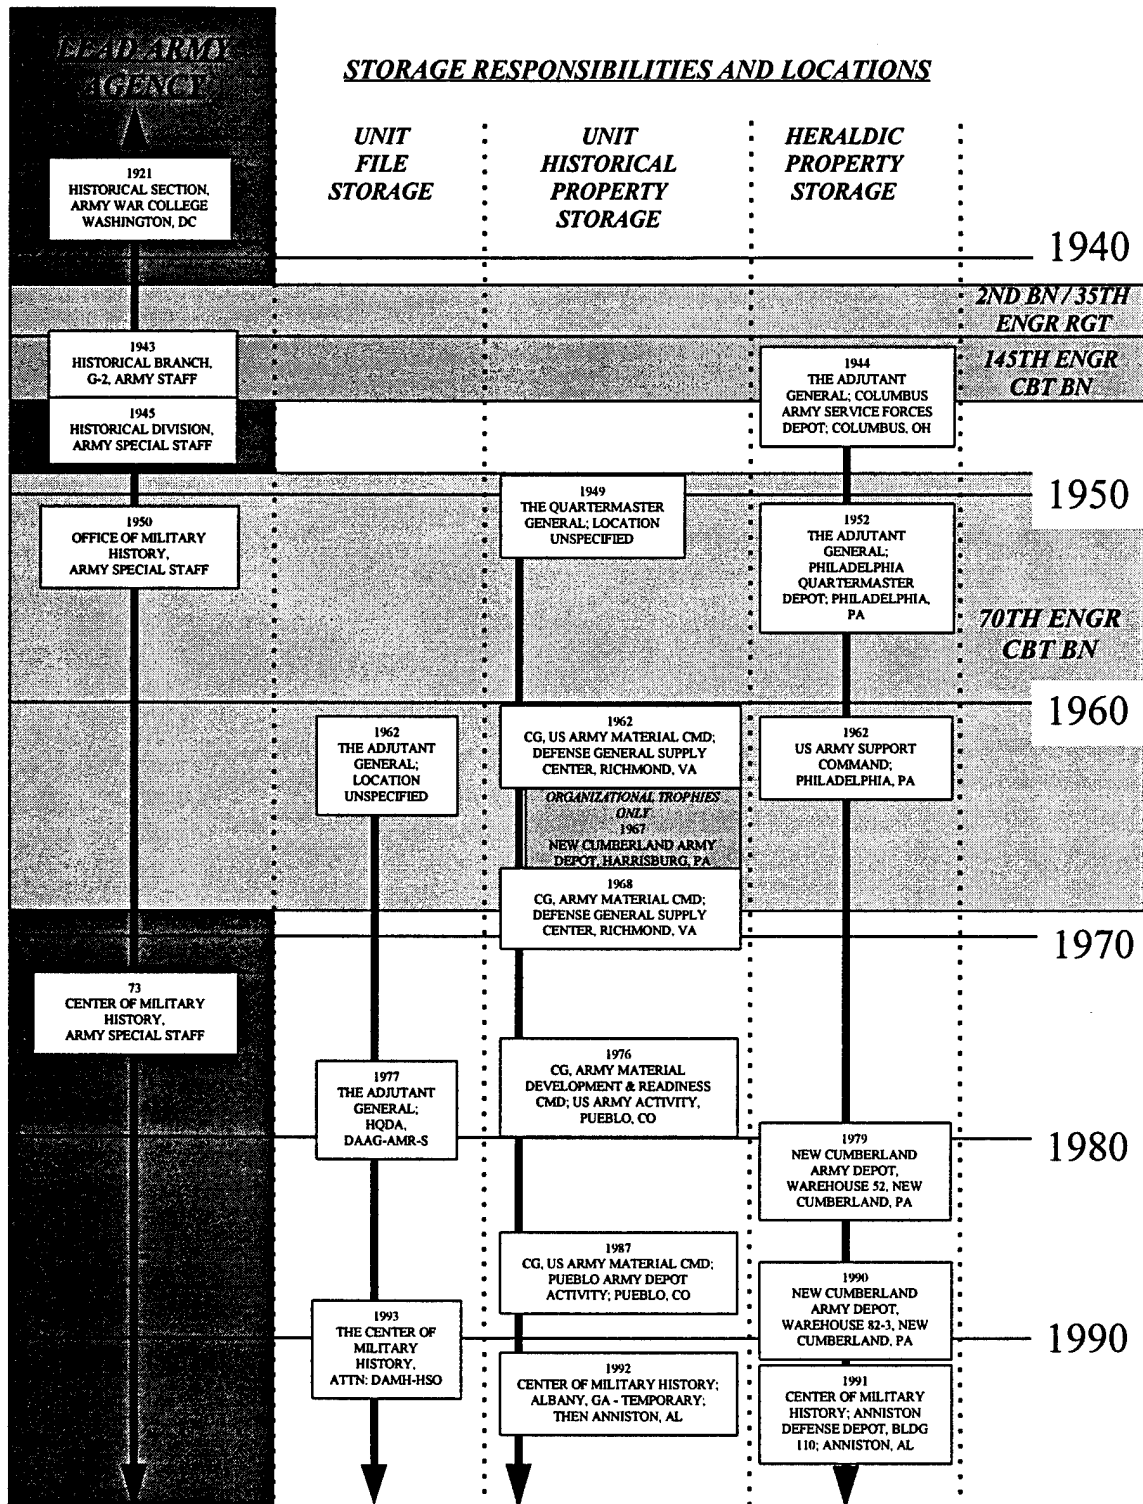 LEAD ARMY
AGENCY
STORAGE RESPONSIBILITIES AND LOCATIONS
UNIT
FILE
STORAGE
UNIT
HISTORICAL
PROPERTY
STORAGE
HERALDIC
PROPERTY
STORAGE
1921
HISTORICAL SECTION,
ARMY WAR COLLEGE
WASHINGTON, DC
1940
2ND BN / 35TH
ENGR RGT
1943
HISTORICAL BRANCH,
G-2, ARMY STAFF
145TH ENGR
CBT BN
1944
THE ADJUTANT
GENERAL; COLUMBUS
ARMY SERVICE FORCES
DEPOT; COLUMBUS, OH
1945
HISTORICAL DIVISION,
ARMY SPECIAL STAFF
1949
THE QUARTERMASTER
GENERAL; LOCATION
UNSPECIFIED
1950
1950
OFFICE OF MILITARY
HISTORY,
ARMY SPECIAL STAFF
1952
THE ADJUTANT
GENERAL;
PHILADELPHIA
QUARTERMASTER
DEPOT; PHILADELPHIA,
PA
70TH ENGR
CBT BN
1960
1962
THE ADJUTANT
GENERAL;
LOCATION
UNSPECIFIED
1962
CG, US ARMY MATERIAL CMD;
DEFENSE GENERAL SUPPLY
CENTER, RICHMOND, VA
1962
US ARMY SUPPORT
COMMAND;
PHILADELPHIA, PA
ORGANIZATIONAL TROPHIES
ONLY
1967
NEW CUMBERLAND ARMY
DEPOT, HARRISBURG, PA
1968
CG, ARMY MATERIAL CMD;
DEFENSE GENERAL SUPPLY
CENTER, RICHMOND, VA
1970
73
CENTER OF MILITARY
HISTORY,
ARMY SPECIAL STAFF
1976
CG, ARMY MATERIAL
DEVELOPMENT & READINESS
CMD; US ARMY ACTIVITY,
PUEBLO, CO
1977
THE ADJUTANT
GENERAL;
HQDA,
DAAG-AMR-S
1979
NEW CUMBERLAND
ARMY DEPOT,
WAREHOUSE 52, NEW
CUMBERLAND, PA
1980
1987
CG, US ARMY MATERIAL CMD;
PUEBLO ARMY DEPOT
ACTIVITY; PUEBLO, CO
1990
NEW CUMBERLAND
ARMY DEPOT,
WAREHOUSE 82-3, NEW
CUMBERLAND, PA
1990
1993
THE CENTER OF
MILITARY
HISTORY,
ATTN: DAMH-HSO
1992
CENTER OF MILITARY HISTORY;
ALBANY, GA - TEMPORARY;
THEN ANNISTON, AL
1991
CENTER OF MILITARY
HISTORY; ANNISTON
DEFENSE DEPOT, BLDG
110; ANNISTON, AL